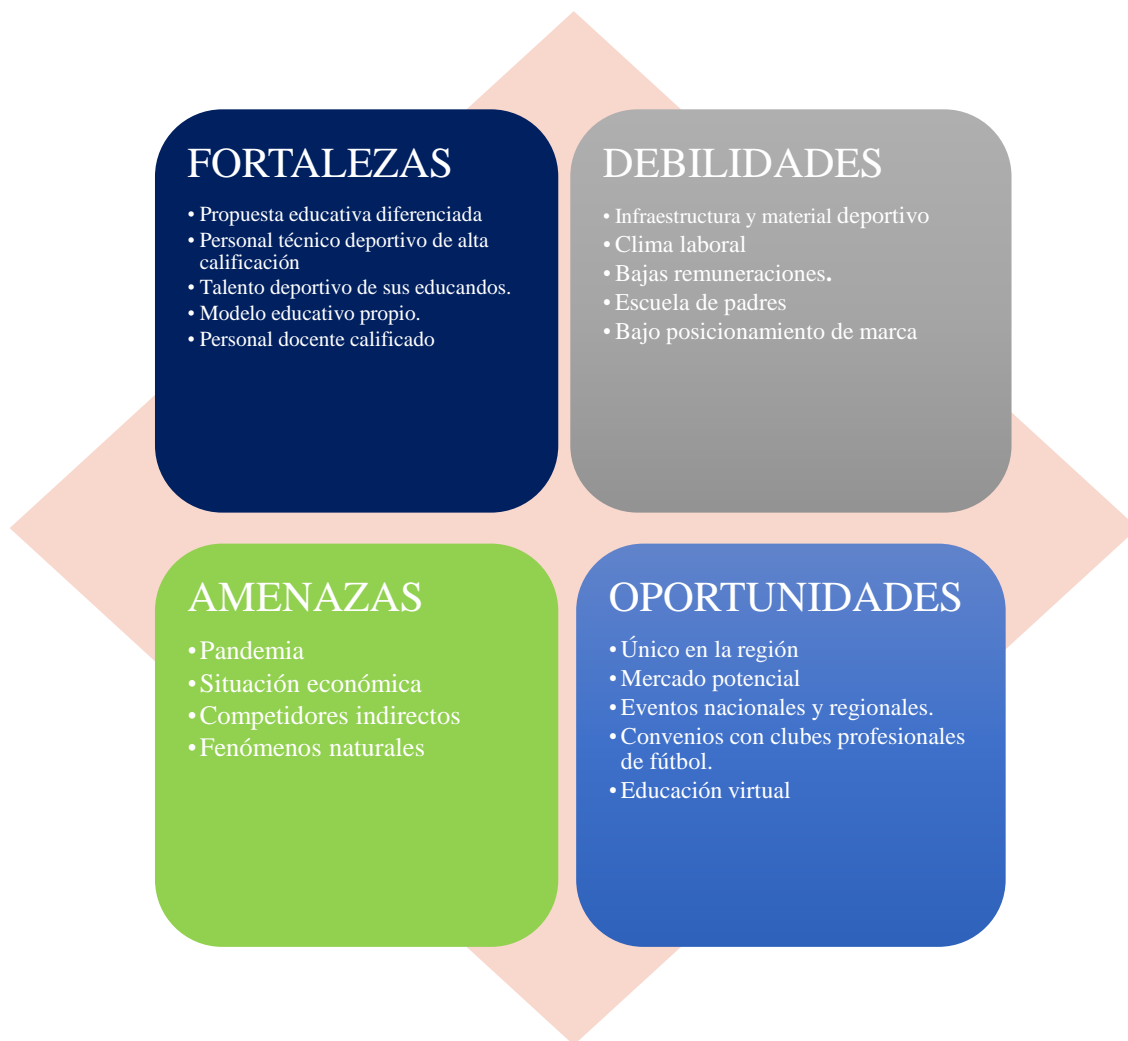 FORTALEZAS
• Propuesta educativa diferenciada
• Personal técnico deportivo de alta
calificación
• Talento deportivo de sus educandos.
• Modelo educativo propio.
• Personal docente calificado
DEBILIDADES
• Infraestructura y material deportivo
• Clima laboral
• Bajas remuneraciones.
• Escuela de padres
• Bajo posicionamiento de marca
AMENAZAS
• Pandemia
• Situación económica
• Competidores indirectos
• Fenómenos naturales
OPORTUNIDADES
• Único en la región
• Mercado potencial
• Eventos nacionales y regionales.
• Convenios con clubes profesionales
de fútbol.
• Educación virtual